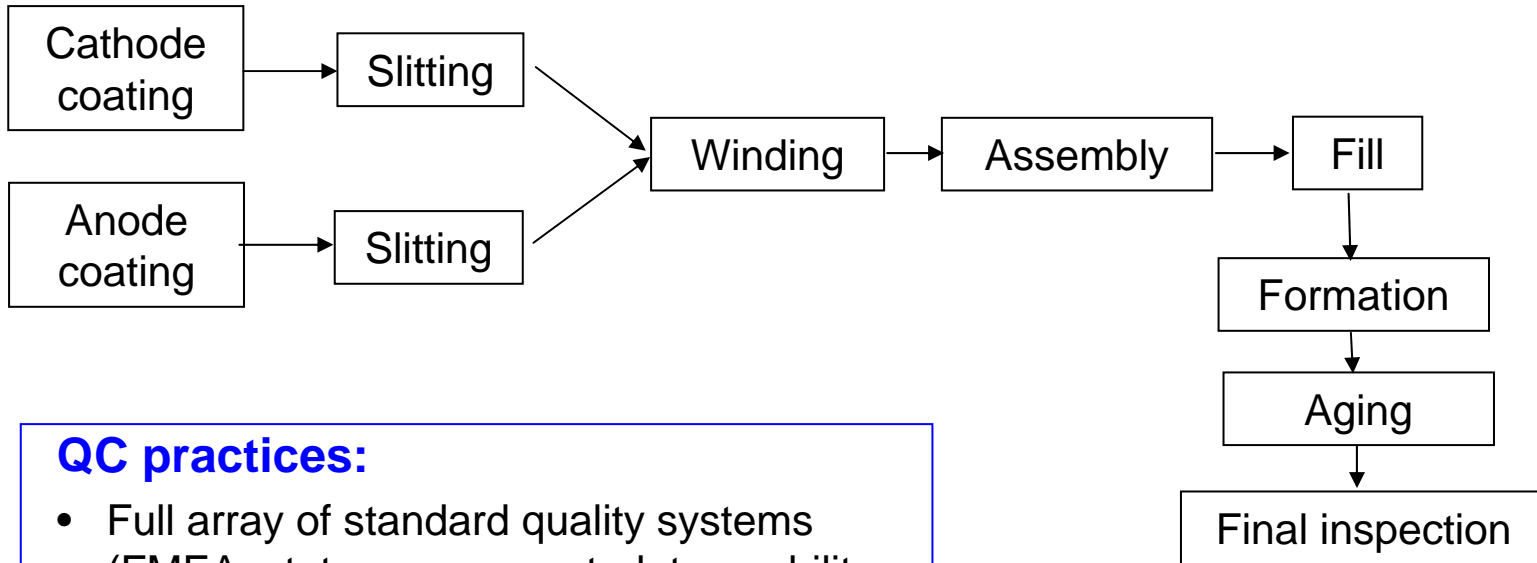 Cathode
coating
Slitting
Anode
coating
Slitting
Winding
Assembly
Fill
Formation
Aging
Final inspection
QC practices:
• Full array of standard quality systems